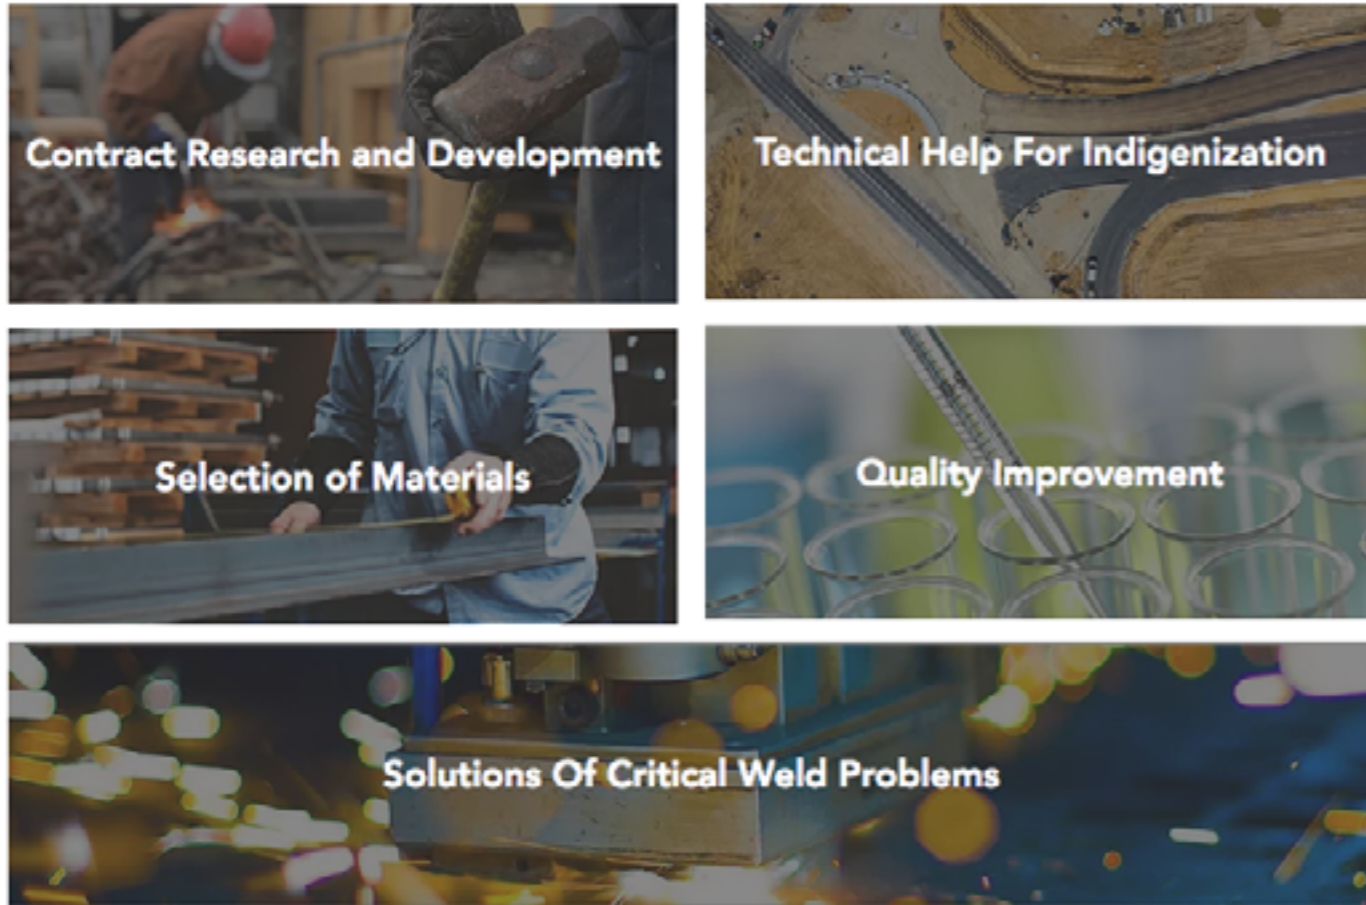 Contract Research and Development
Technical Help For Indigenization
Selection of Materials
Quality Improvement
Solutions Of Critical Weld Problems